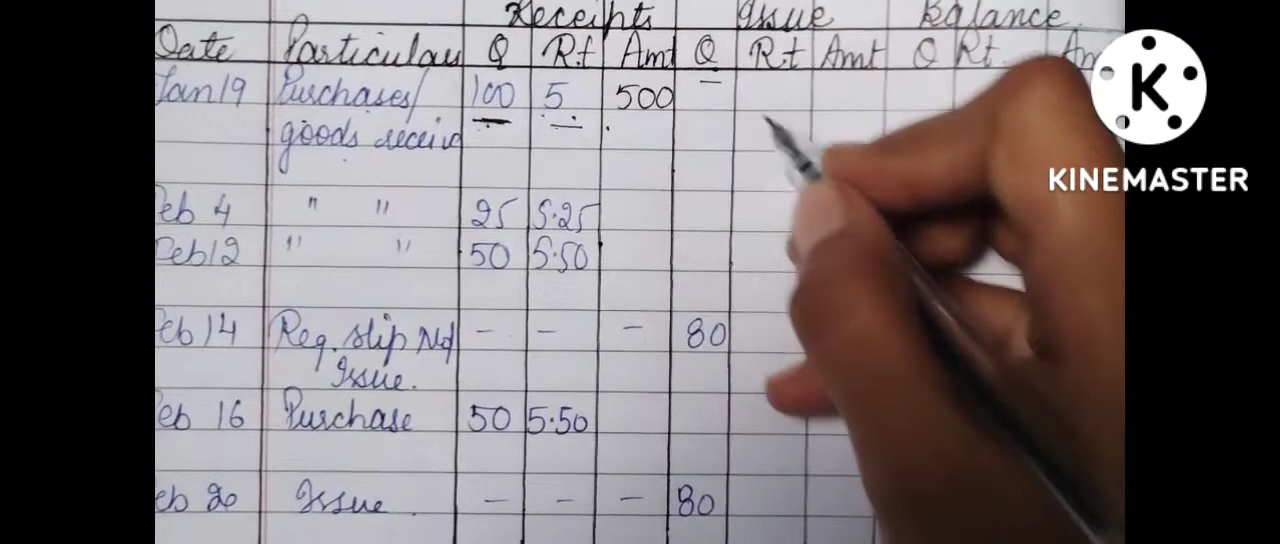 Receipts Issue Balance
Date Particulars Q Rt Amt Q Rt Amt Q Rt. Am
Jan 19 Purchases/ 100 5 500 –
goods receive
Feb 4 " " 25 5.25
Feb 12 " " 50 5.50
Feb 14 Req. slip No/ – – – 80
Issue.
Feb 16 Purchase 50 5.50
Feb 20 Issue – – – 80
K
KINEMASTER